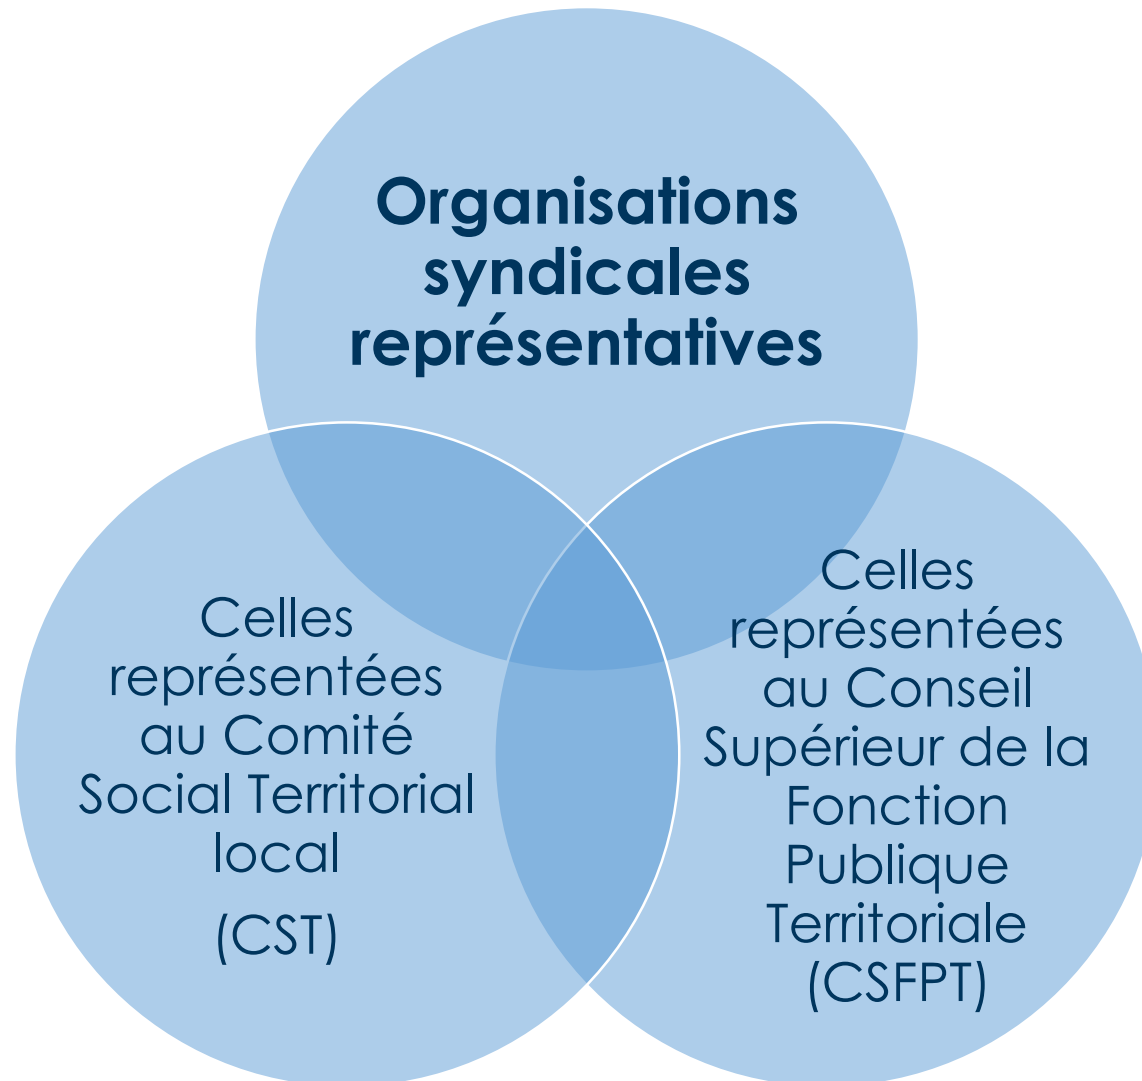 Organisations
syndicales
représentatives
Celles
représentées
au Comité
Social Territorial
local
(CST)
Celles
représentées
au Conseil
Supérieur de la
Fonction
Publique
Territoriale
(CSFPT)